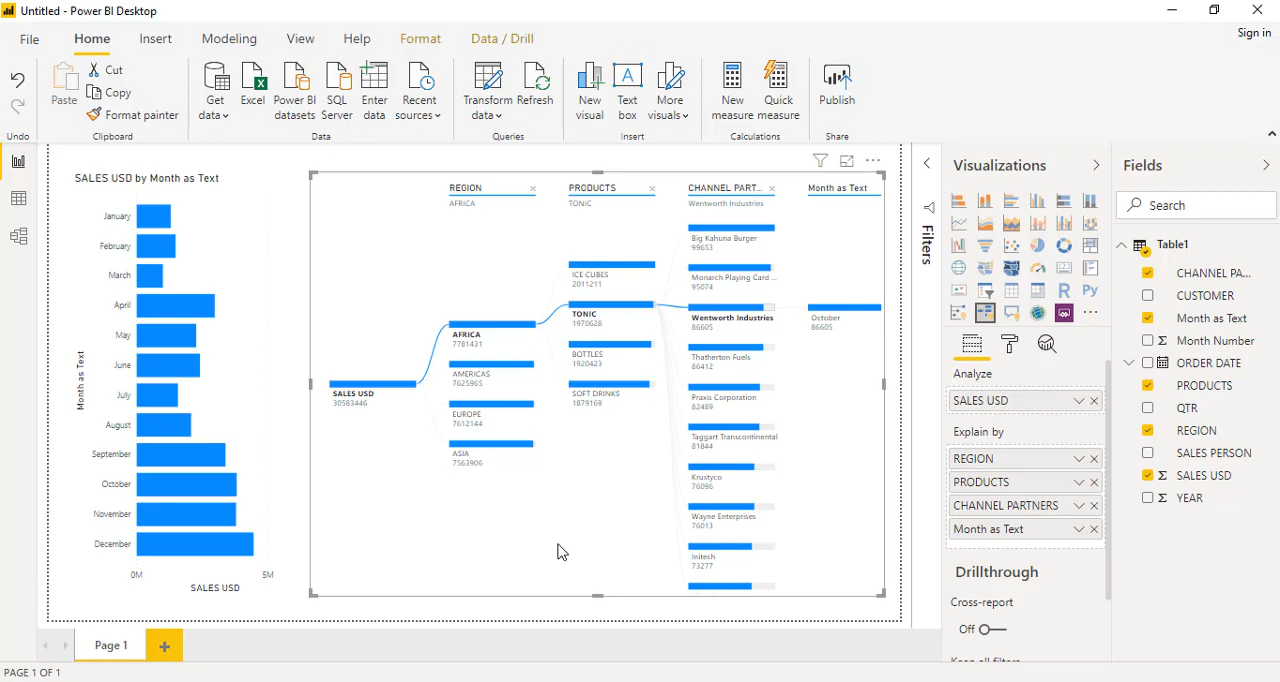 Untitled - Power BI Desktop
Sign in
File Home Insert Modeling View Help Format Data / Drill
Cut
Copy
Format painter
Paste
Get data
Excel
Power BI datasets
SQL Server
Enter data
Recent sources
Transform data
Refresh
New visual
Text box
More visuals
New measure
Quick measure
Publish
Undo Clipboard Data Queries Insert Calculations Share
SALES USD by Month as Text
Month as Text
January
February
March
April
May
June
July
August
September
October
November
December
0M 5M
SALES USD
SALES USD
30583446
REGION
AFRICA
AFRICA
7781431
AMERICAS
7625965
EUROPE
7612144
ASIA
7563906
PRODUCTS
TONIC
ICE CUBES
2011211
TONIC
1970628
BOTTLES
1920423
SOFT DRINKS
1879169
CHANNEL PART...
Wentworth Industries
Big Kahuna Burger
99653
Monarch Playing Card ...
95074
Wentworth Industries
86605
Thatherton Fuels
86412
Praxis Corporation
82489
Taggart Transcontinental
81844
Krustyco
76096
Wayne Enterprises
76013
Initech
73277
Month as Text
October
86605
Filters
Visualizations
R Py
Analyze
SALES USD
Explain by
REGION
PRODUCTS
CHANNEL PARTNERS
Month as Text
Drillthrough
Cross-report
Off
Fields
Search
Table1
CHANNEL PA...
CUSTOMER
Month as Text
Month Number
ORDER DATE
PRODUCTS
QTR
REGION
SALES PERSON
SALES USD
YEAR
Page 1
PAGE 1 OF 1